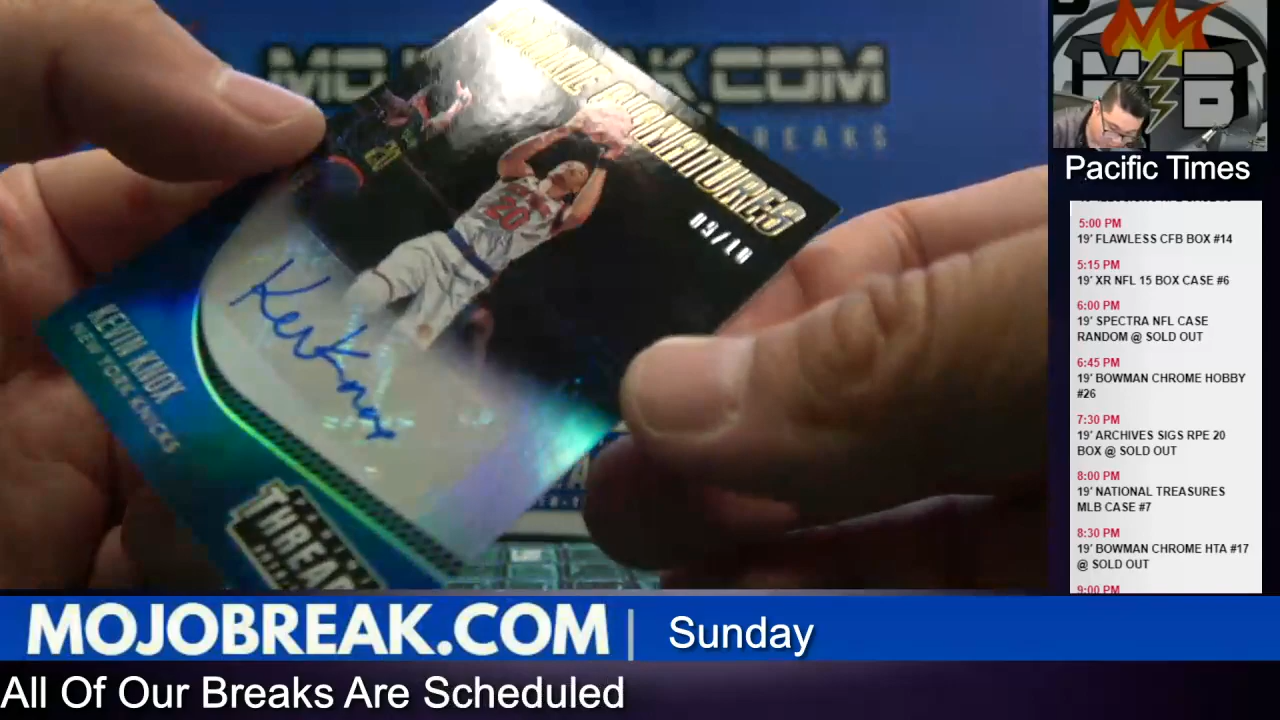 MOJOBREAK.COM
BREAKS
ROOKIE SIGNATURES
09/10
20
Kev Knox
KEVIN KNOX
NEW YORK KNICKS
THREADS
M B
Pacific Times
5:00 PM
19' FLAWLESS CFB BOX #14
5:15 PM
19' XR NFL 15 BOX CASE #6
6:00 PM
19' SPECTRA NFL CASE
RANDOM @ SOLD OUT
6:45 PM
19' BOWMAN CHROME HOBBY
#26
7:30 PM
19' ARCHIVES SIGS RPE 20
BOX @ SOLD OUT
8:00 PM
19' NATIONAL TREASURES
MLB CASE #7
8:30 PM
19' BOWMAN CHROME HTA #17
@ SOLD OUT
9:00 PM
MOJOBREAK.COM | Sunday
All Of Our Breaks Are Scheduled